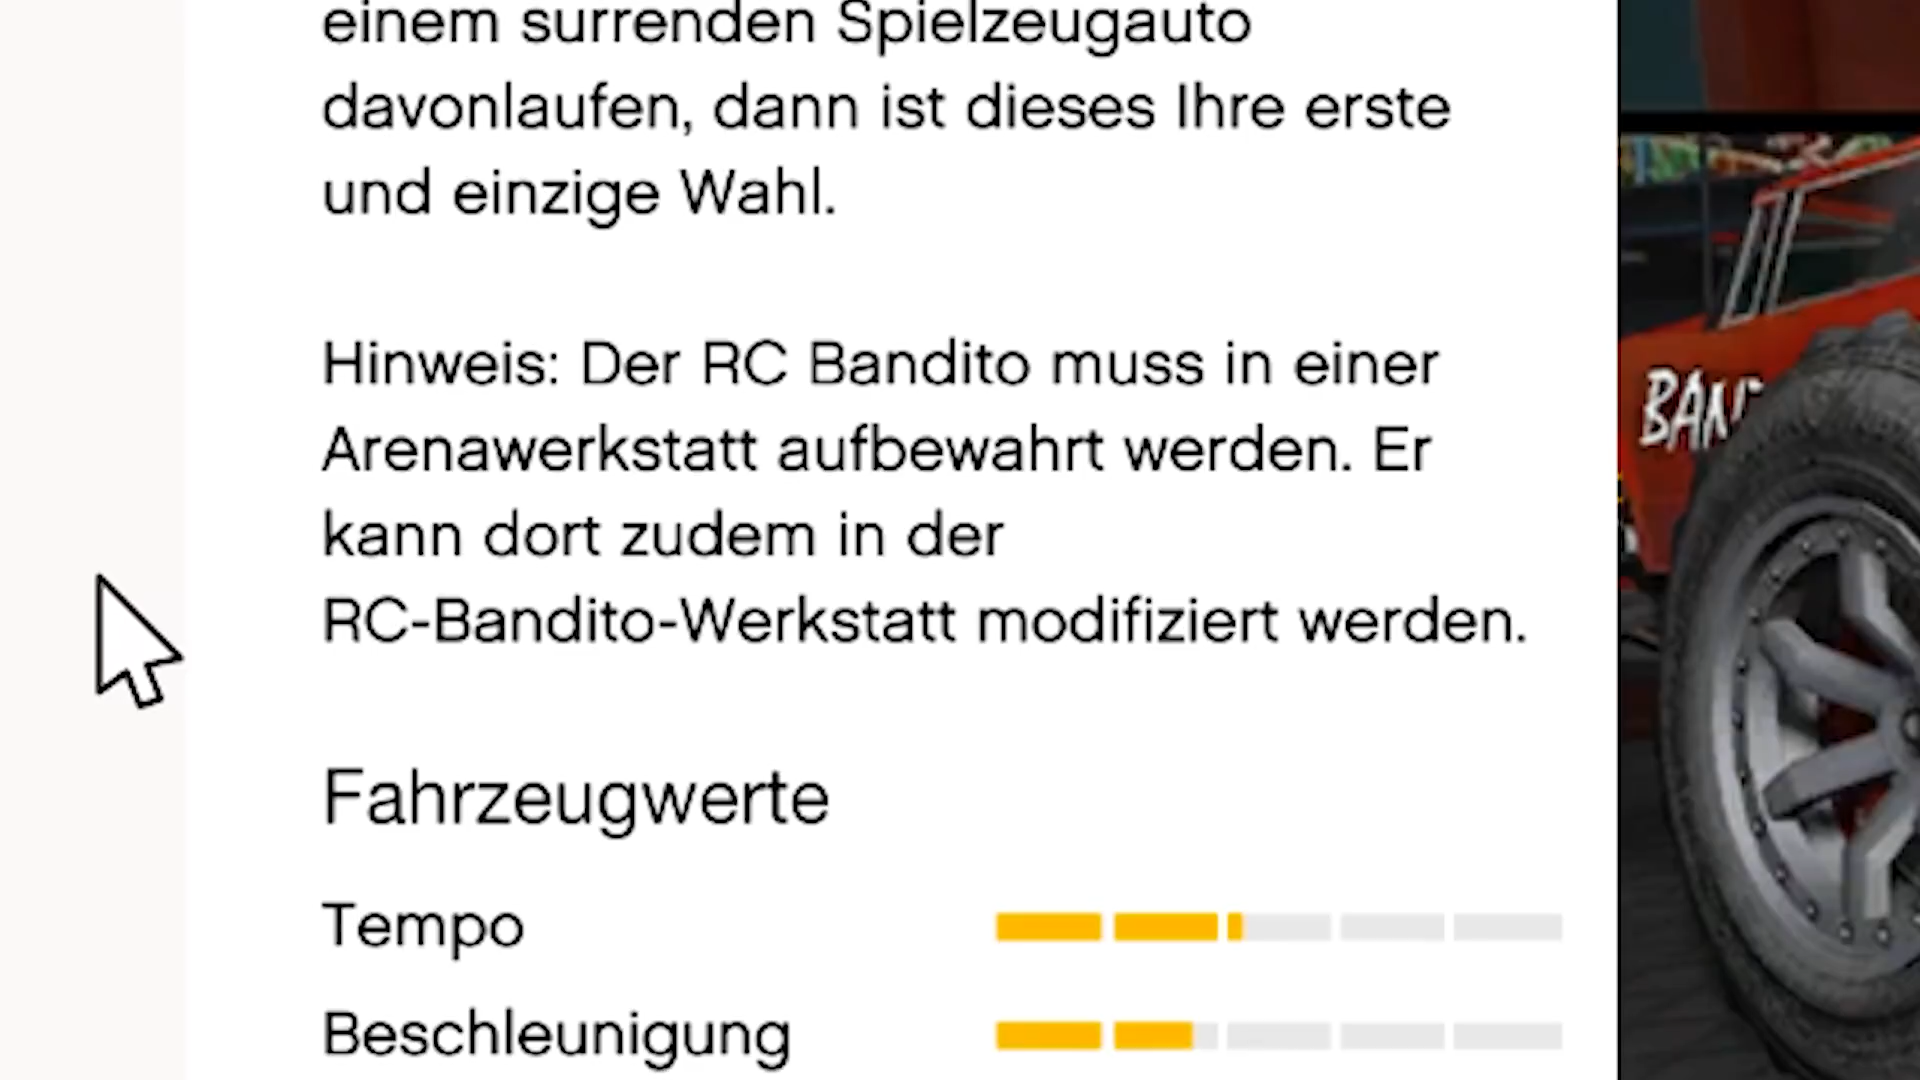 einem surrenden Spielzeugauto
davonlaufen, dann ist dieses Ihre erste
und einzige Wahl.
Hinweis: Der RC Bandito muss in einer
Arenawerkstatt aufbewahrt werden. Er
kann dort zudem in der
RC-Bandito-Werkstatt modifiziert werden.
BAN
Fahrzeugwerte
Tempo
Beschleunigung